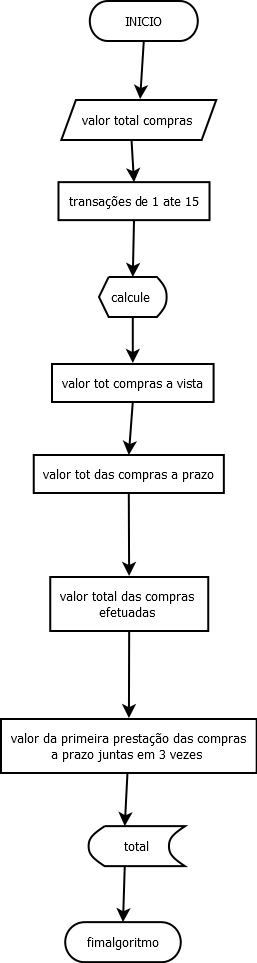 INICIO
valor total compras
transações de 1 ate 15
calcule
valor tot compras a vista
valor tot das compras a prazo
valor total das compras
efetuadas
valor da primeira prestação das compras
a prazo juntas em 3 vezes
total
fimalgoritmo